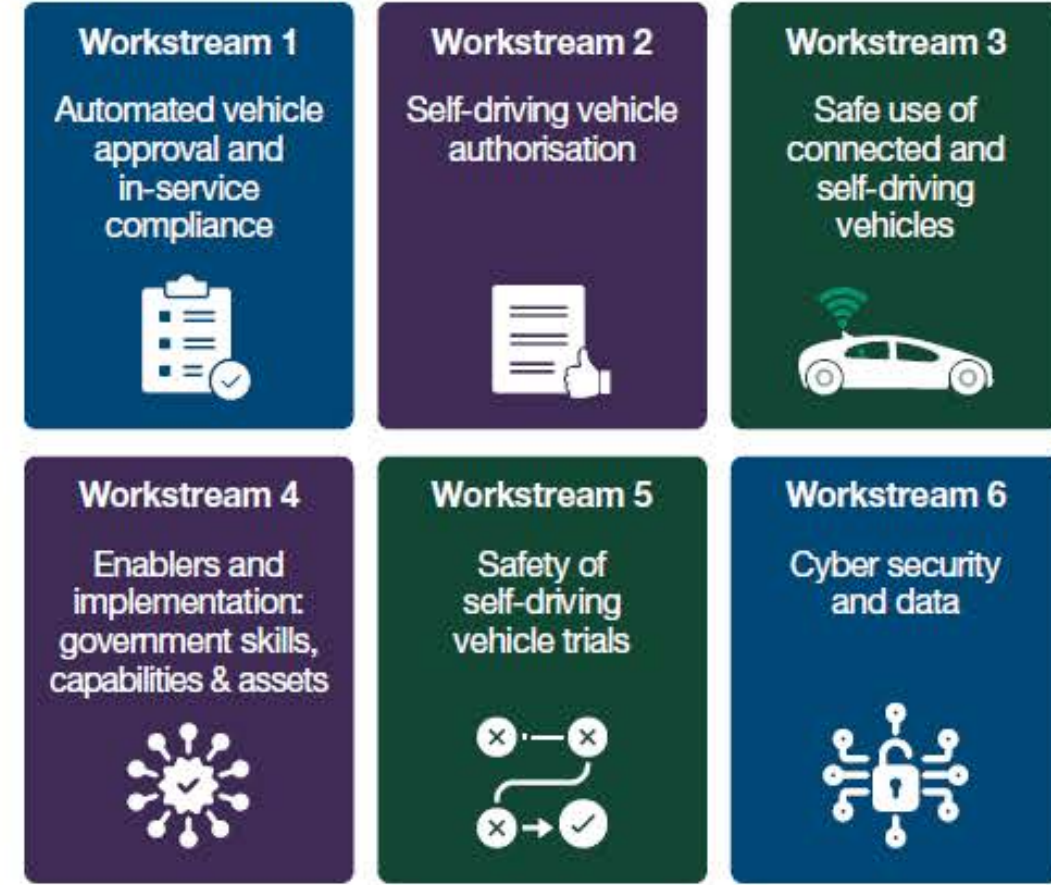 Workstream 1
Automated vehicle
approval and
in-service
compliance
Workstream 2
Self-driving vehicle
authorisation
Workstream 3
Safe use of
connected and
self-driving
vehicles
Workstream 4
Enablers and
implementation:
government skills,
capabilities & assets
Workstream 5
Safety of
self-driving
vehicle trials
Workstream 6
Cyber security
and data